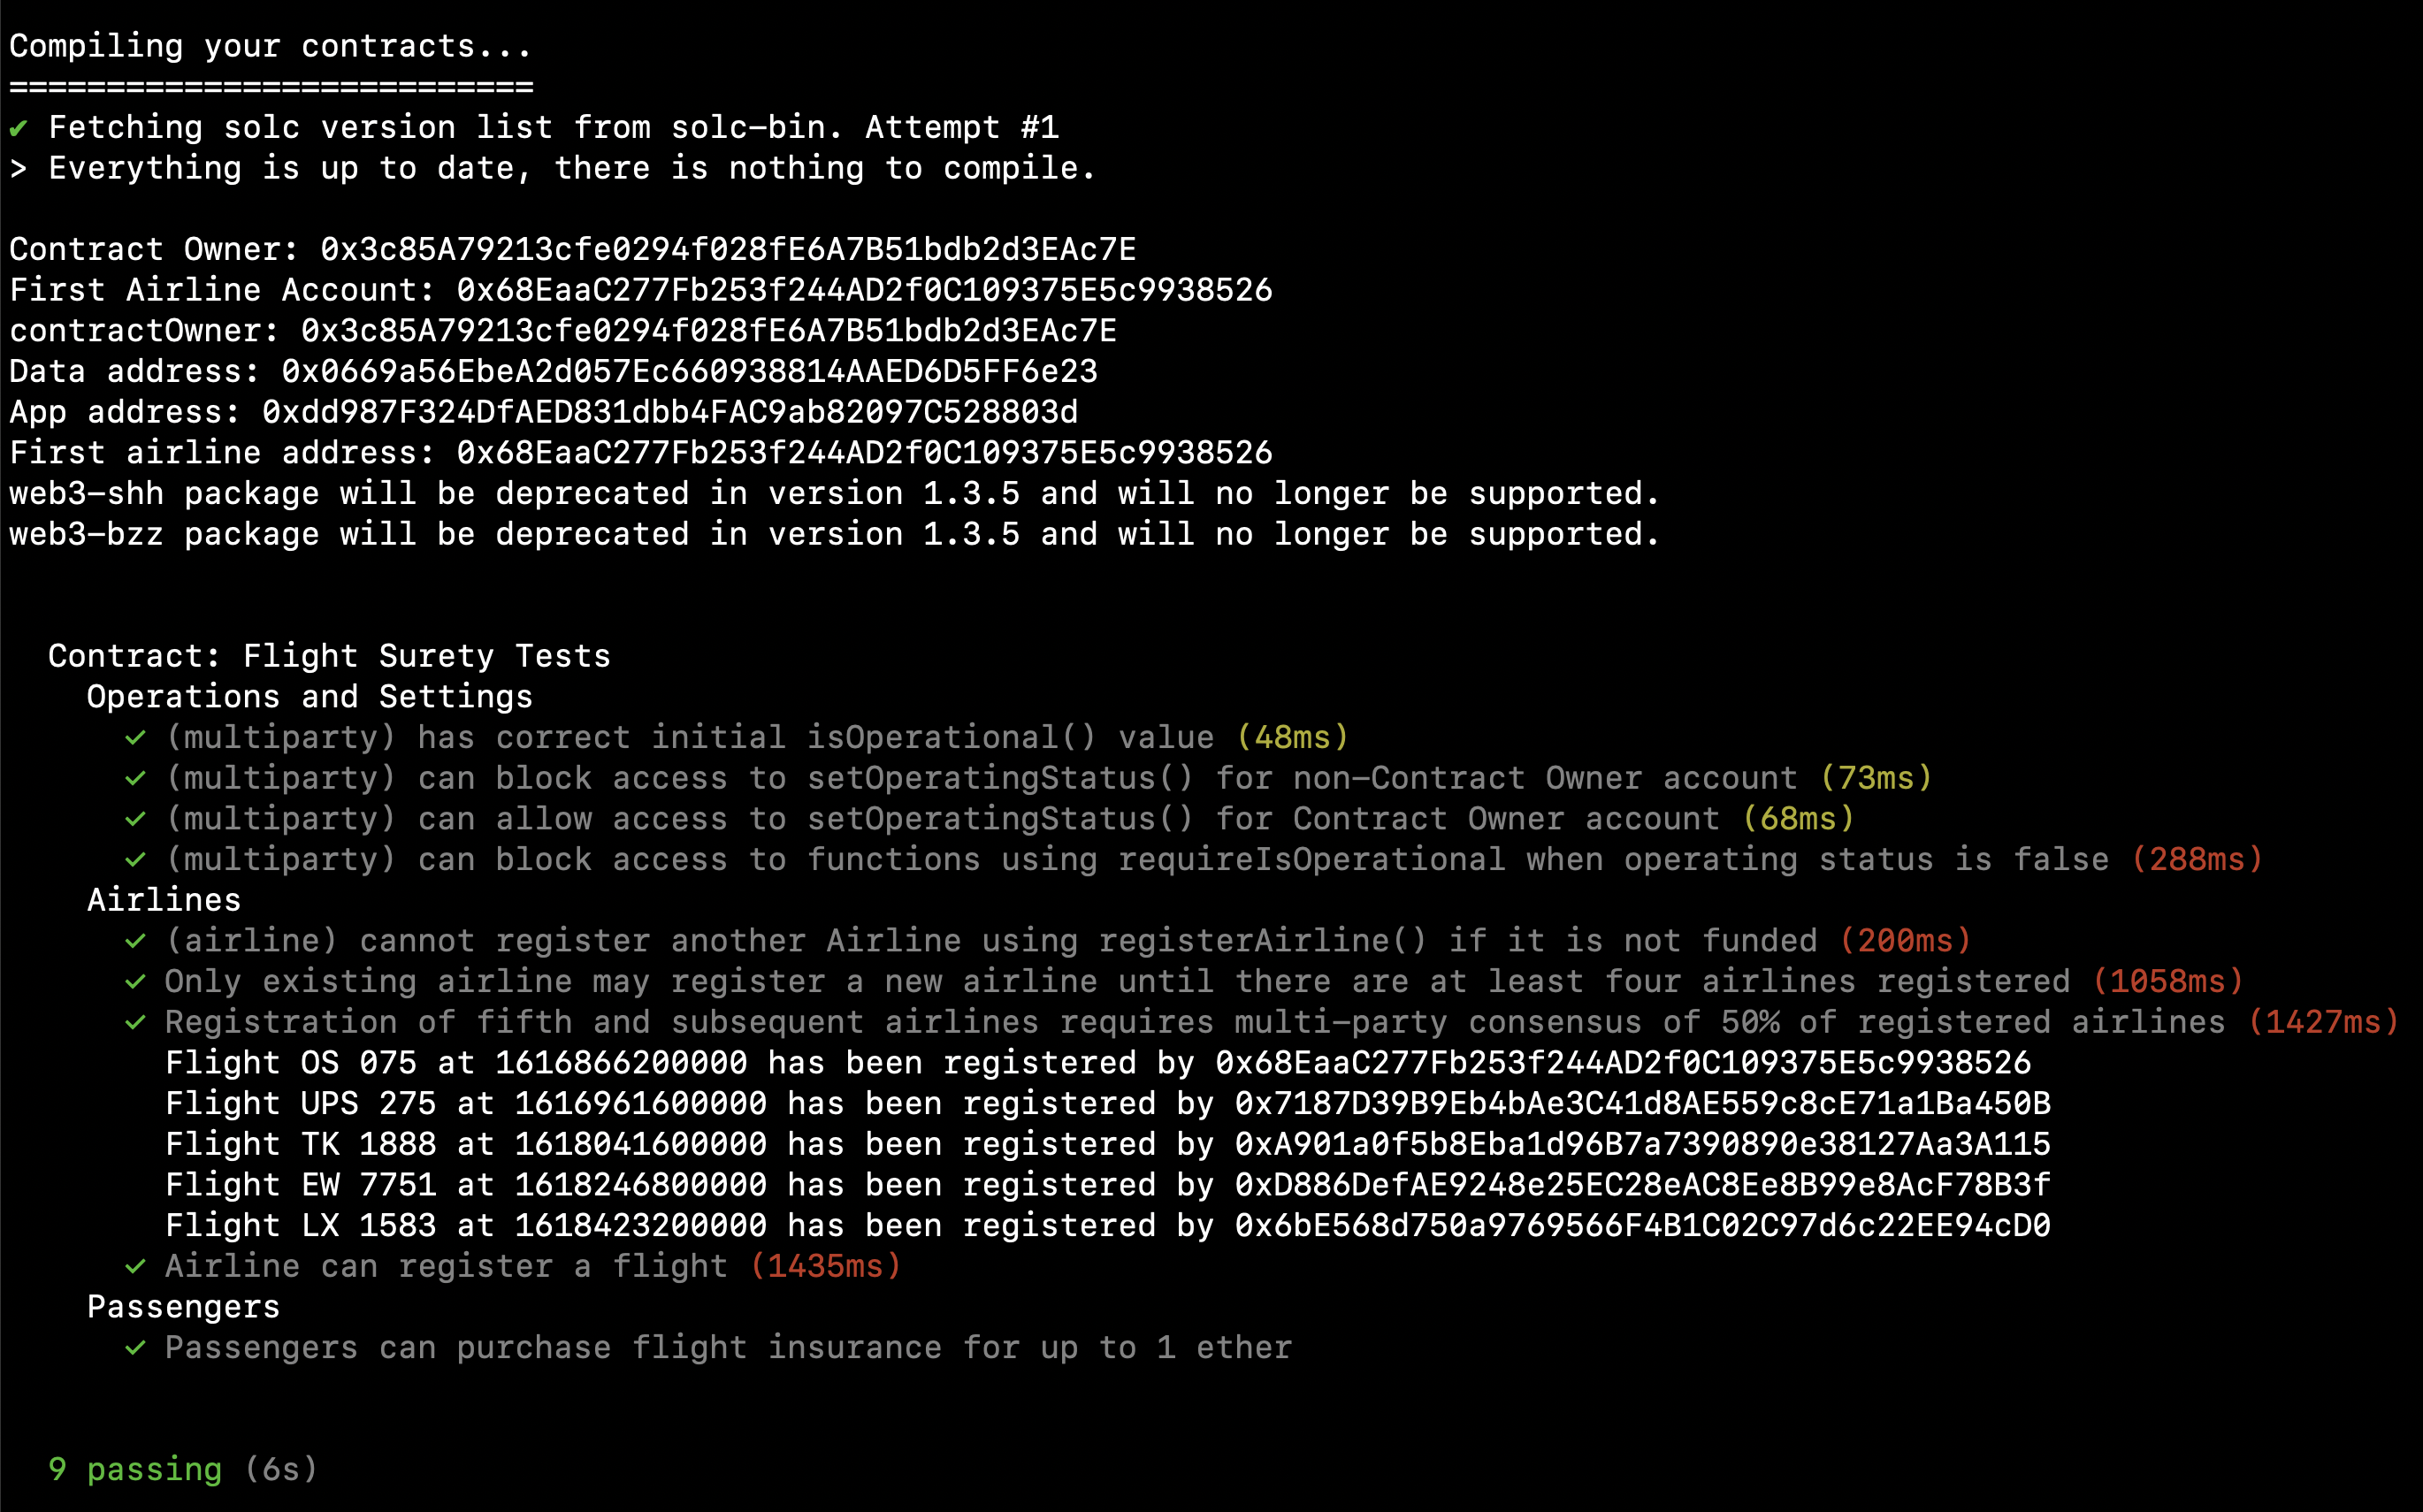 Compiling your contracts...
===========================
✔ Fetching solc version list from solc-bin. Attempt #1
> Everything is up to date, there is nothing to compile.
Contract Owner: 0x3c85A79213cfe0294f028fE6A7B51bdb2d3EAc7E
First Airline Account: 0x68EaaC277Fb253f244AD2f0C109375E5c9938526
contractOwner: 0x3c85A79213cfe0294f028fE6A7B51bdb2d3EAc7E
Data address: 0x0669a56EbeA2d057Ec660938814AAED6D5FF6e23
App address: 0xdd987F324DfAED831dbb4FAC9ab82097C528803d
First airline address: 0x68EaaC277Fb253f244AD2f0C109375E5c9938526
web3-shh package will be deprecated in version 1.3.5 and will no longer be supported.
web3-bzz package will be deprecated in version 1.3.5 and will no longer be supported.
Contract: Flight Surety Tests
Operations and Settings
✓ (multiparty) has correct initial isOperational() value (48ms)
✓ (multiparty) can block access to setOperatingStatus() for non-Contract Owner account (73ms)
✓ (multiparty) can allow access to setOperatingStatus() for Contract Owner account (68ms)
✓ (multiparty) can block access to functions using requireIsOperational when operating status is false (288ms)
Airlines
✓ (airline) cannot register another Airline using registerAirline() if it is not funded (200ms)
✓ Only existing airline may register a new airline until there are at least four airlines registered (1058ms)
✓ Registration of fifth and subsequent airlines requires multi-party consensus of 50% of registered airlines (1427ms)
Flight OS 075 at 1616866200000 has been registered by 0x68EaaC277Fb253f244AD2f0C109375E5c9938526
Flight UPS 275 at 1616961600000 has been registered by 0x7187D39B9Eb4bAe3C41d8AE559c8cE71a1Ba450B
Flight TK 1888 at 1618041600000 has been registered by 0xA901a0f5b8Eba1d96B7a7390890e38127Aa3A115
Flight EW 7751 at 1618246800000 has been registered by 0xD886DefAE9248e25EC28eAC8Ee8B99e8AcF78B3f
Flight LX 1583 at 1618423200000 has been registered by 0x6bE568d750a9769566F4B1C02C97d6c22EE94cD0
✓ Airline can register a flight (1435ms)
Passengers
✓ Passengers can purchase flight insurance for up to 1 ether
9 passing (6s)